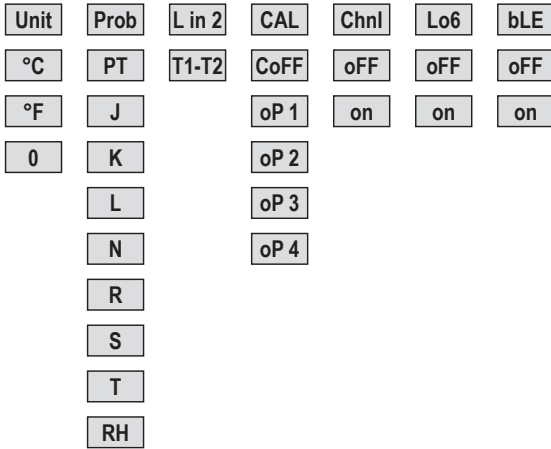 Unit Prob L in 2 CAL Chnl Lo6 bLE
°C PT T1-T2 CoFF oFF oFF oFF
°F J oP 1 on on on
0 K oP 2
L oP 3
N oP 4
R
S
T
RH